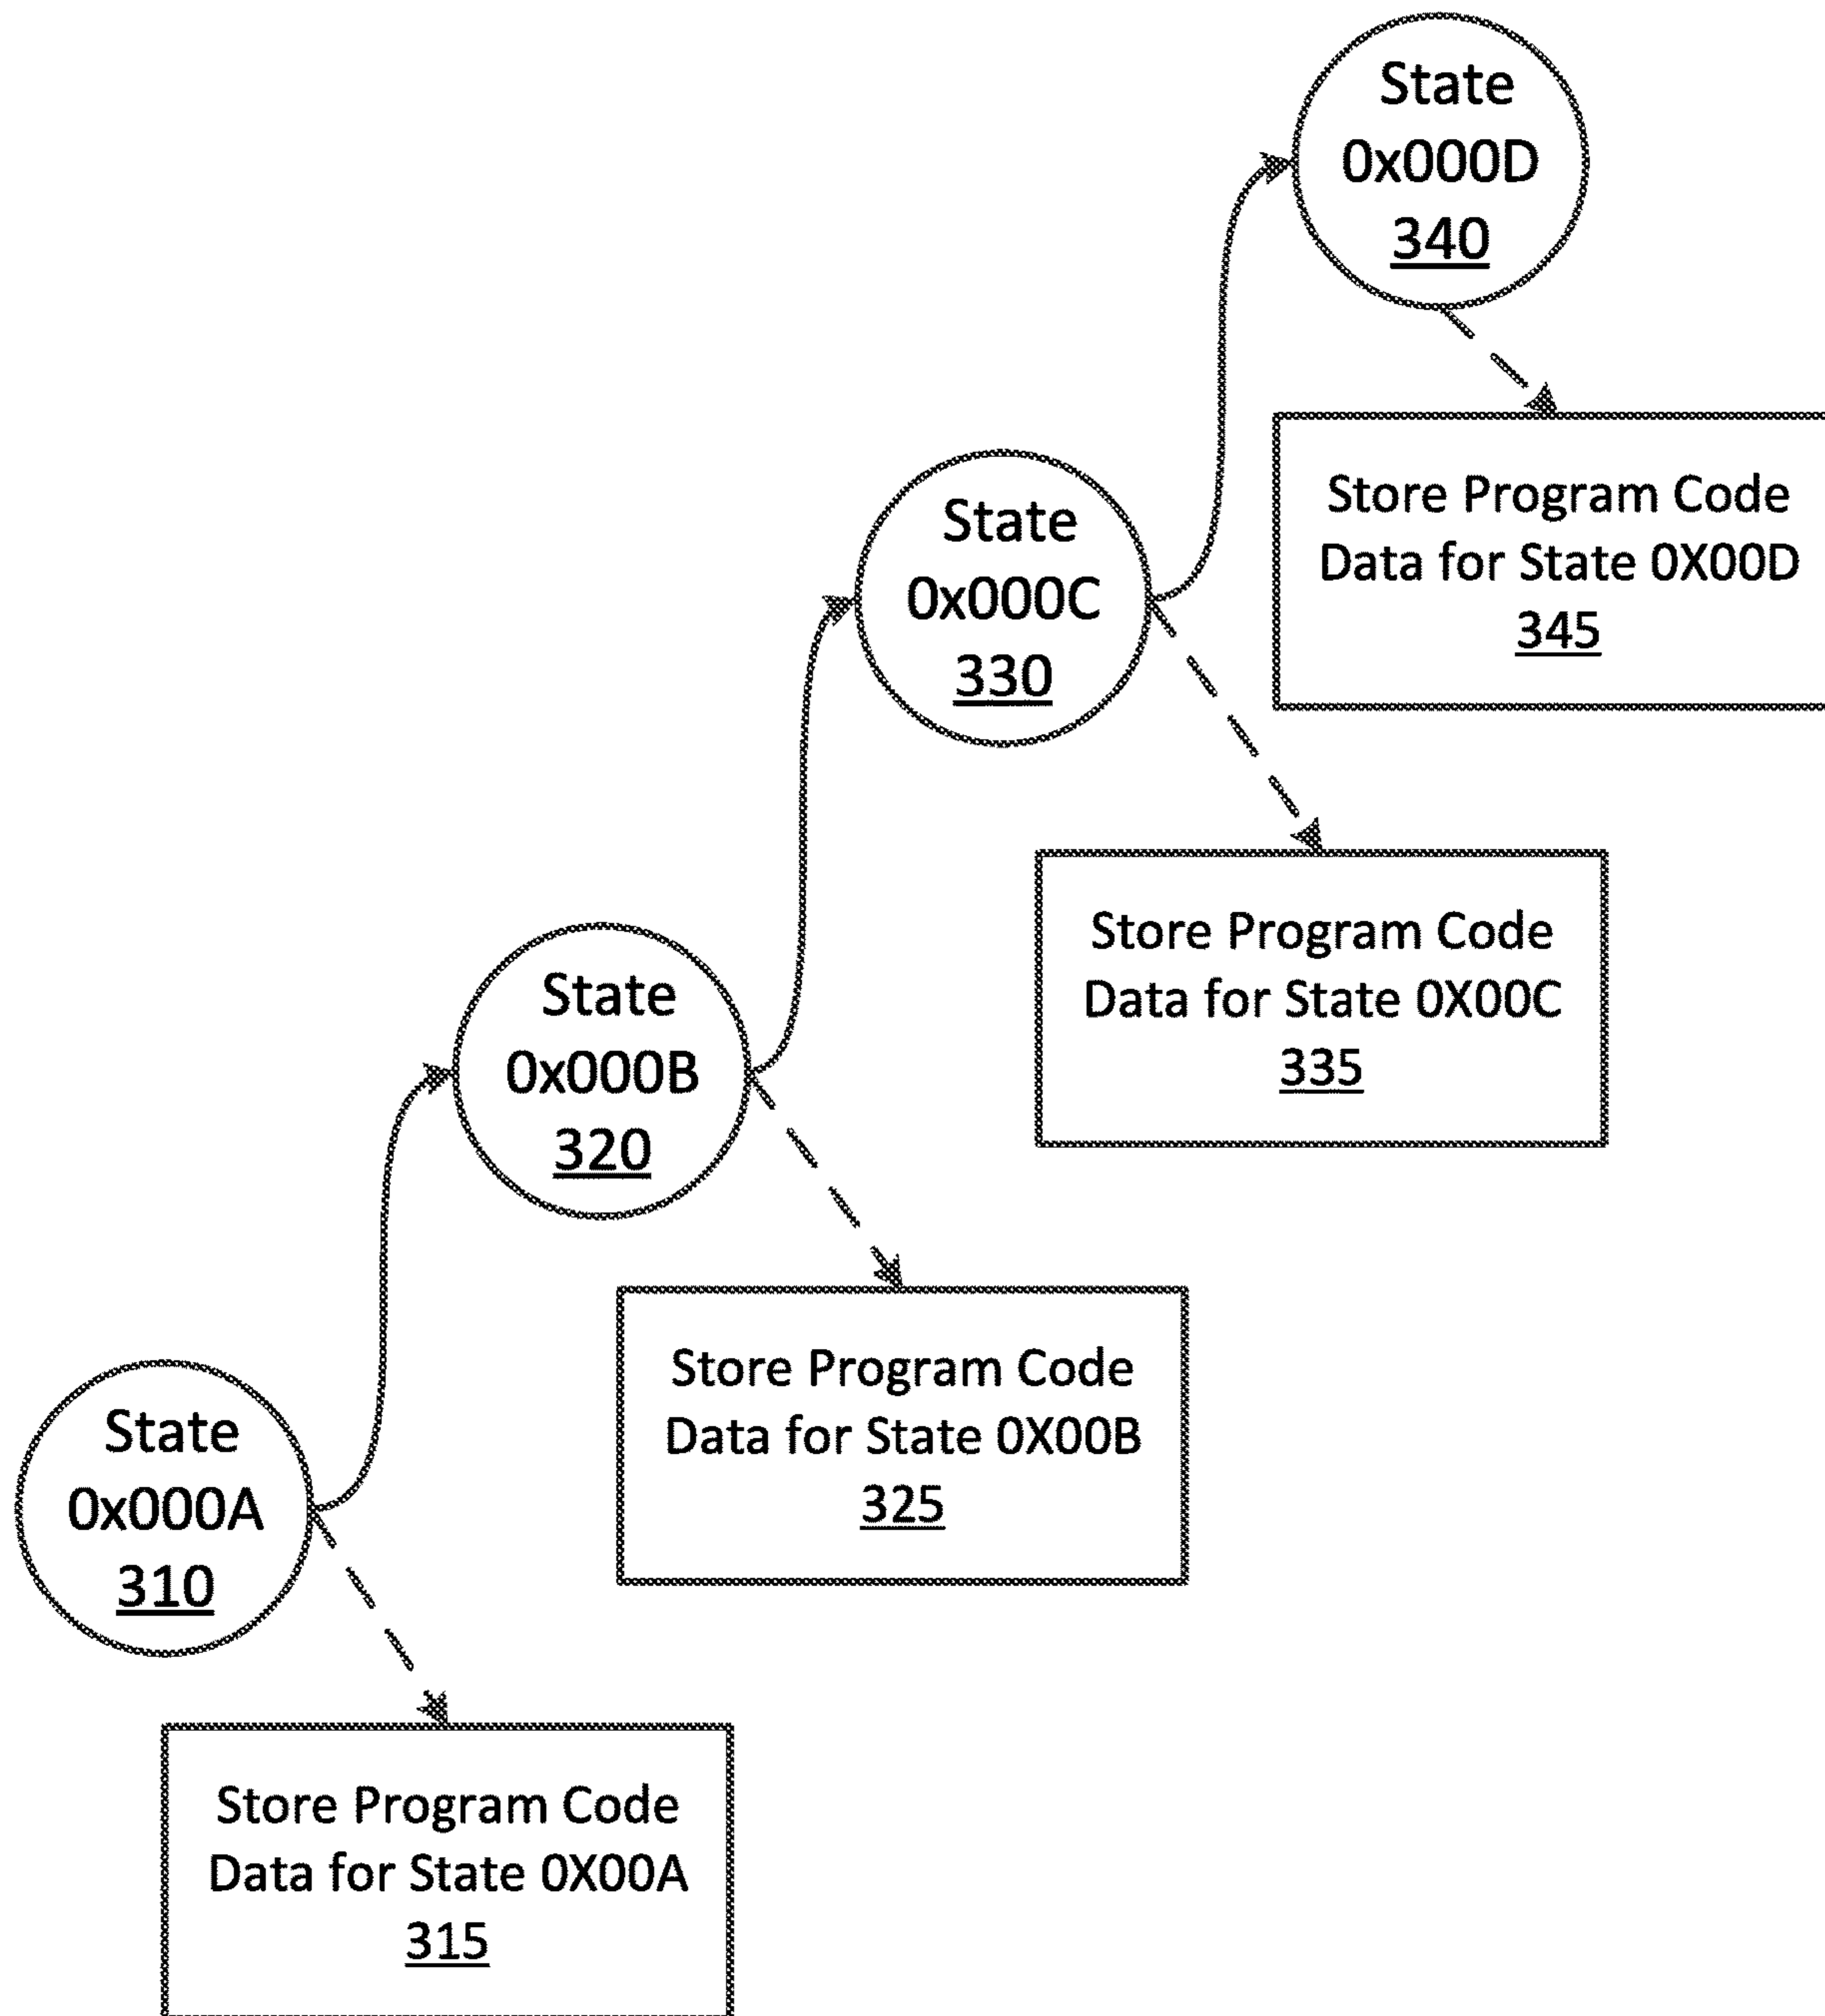 State
0x000D
340
Store Program Code
Data for State 0X00D
345
State
0x000C
330
Store Program Code
Data for State 0X00C
335
State
0x000B
320
Store Program Code
Data for State 0X00B
325
State
0x000A
310
Store Program Code
Data for State 0X00A
315